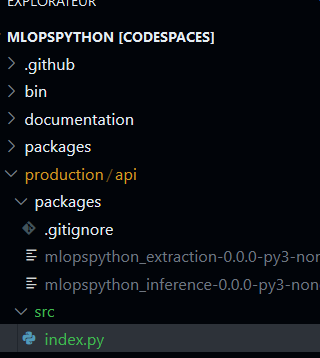 EXPLORATEUR
MLOPSPYTHON [CODESPACES]
.github
bin
documentation
packages
production/api
packages
.gitignore
mlopspython_extraction-0.0.0-py3-non
mlopspython_inference-0.0.0-py3-none
src
index.py